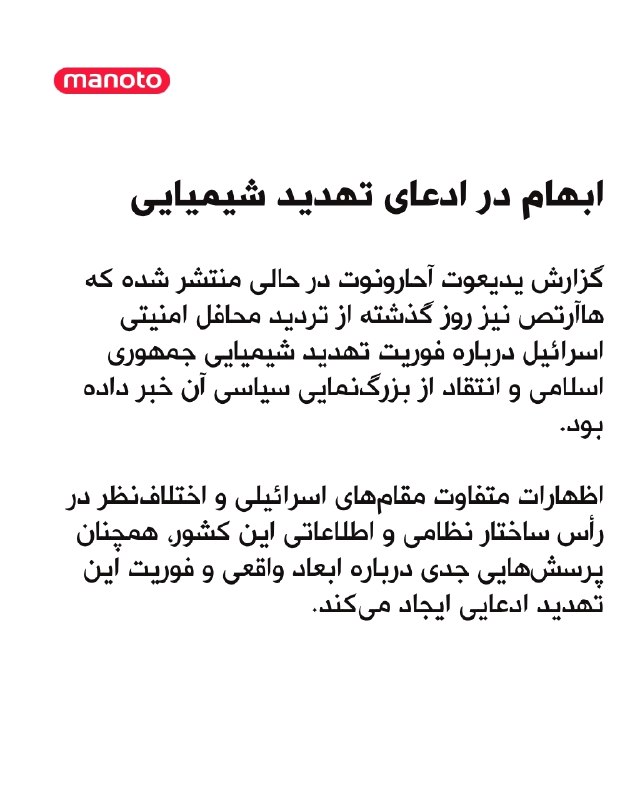 manoto
ابهام در ادعای تهدید شیمیایی
گزارش یدیعوت آحارونوت در حالی منتشر شده که
هاآرتص نیز روز گذشته از تردید محافل امنیتی
اسرائیل درباره فوریت تهدید شیمیایی جمهوری
اسلامی و انتقاد از بزرگ‌نمایی سیاسی آن خبر داده
بود.
اظهارات متفاوت مقام‌های اسرائیلی و اختلاف‌نظر در
رأس ساختار نظامی و اطلاعاتی این کشور، همچنان
پرسش‌هایی جدی درباره ابعاد واقعی و فوریت این
تهدید ادعایی ایجاد می‌کند.